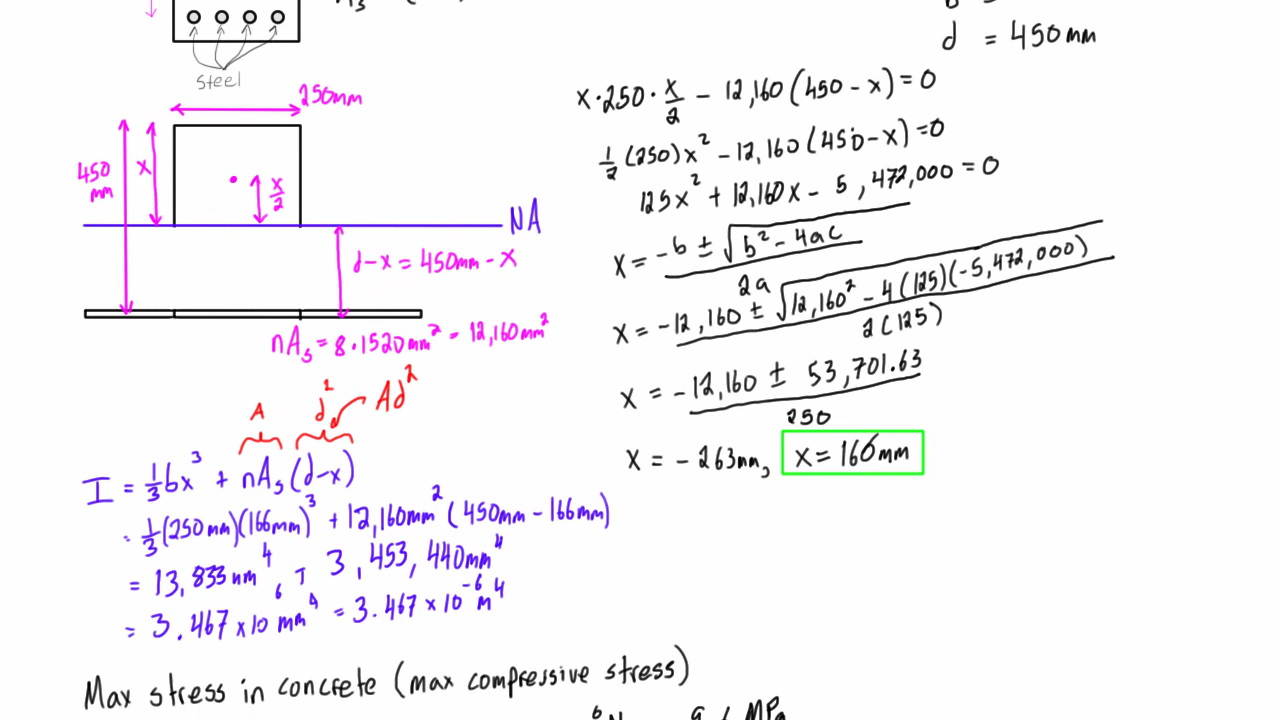 steel
250mm
450 mm
x
x/2
NA
d-x = 450mm - x
nA₅ = 8·1520mm² = 12,160mm²
A
d²
Ad²
I = 1/3 bx³ + nAₛ(d-x)
= 1/3 (250mm)(166mm)³ + 12,160mm² (450mm - 166mm)
= 13,833mm⁴ + 3,453,440mm⁴
= 3.467 x 10⁶ mm⁴ = 3.467 x 10⁻⁶ m⁴
Max stress in concrete (max compressive stress)
MPa
d = 450mm
x·250·x/2 - 12,160(450-x) = 0
1/2 (250)x² - 12,160(450-x) = 0
125x² + 12,160x - 5,472,000 = 0
x = -b ± √(b² - 4ac) / 2a
x = -12,160 ± √(12,160² - 4(125)(-5,472,000)) / 2(125)
x = -12,160 ± 53,701.63 / 250
x = -263mm, x = 166mm